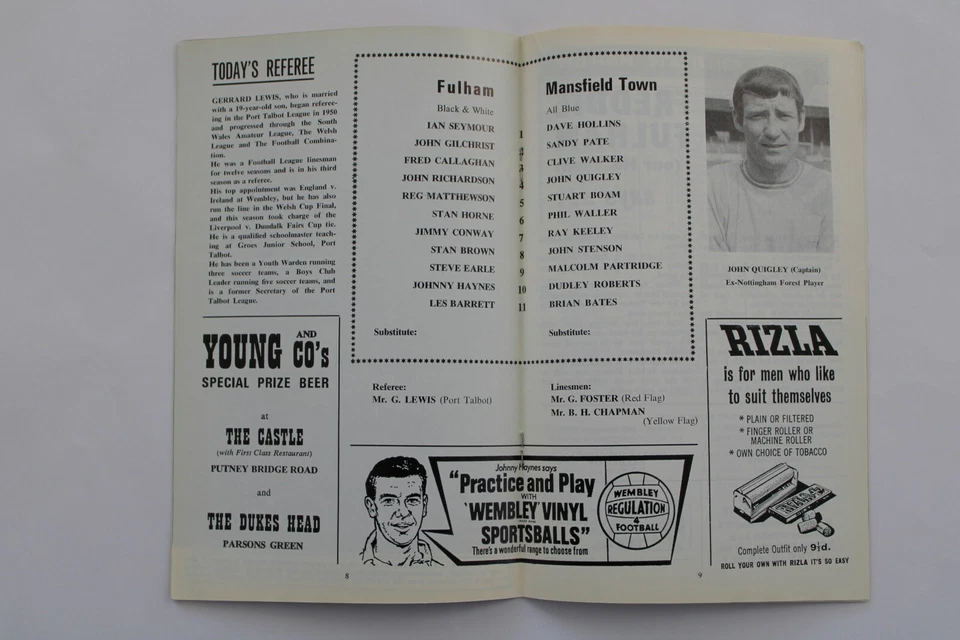 TODAY'S REFEREE
GERRARD LEWIS, who is married
with a 19-year-old son, began referee-
ing in the Port Talbot League in 1950
and progressed through the South
Wales Amateur League, The Welsh
League and The Football Combina-
tion.
He was a Football League linesman
for twelve seasons and is in his third
season as a referee.
His top appointment was England v.
Ireland at Wembley, but he has also
run the line in the Welsh Cup Final,
and this season took charge of the
Liverpool v. Dundalk Fairs Cup tie.
He is a qualified schoolmaster teach-
ing at Groes Junior School, Port
Talbot.
He has been a Youth Warden running
three soccer teams, a Boys Club
Leader running five soccer teams, and
is a former Secretary of the Port
Talbot League.
YOUNG AND CO'S
SPECIAL PRIZE BEER
at
THE CASTLE
(with First Class Restaurant)
PUTNEY BRIDGE ROAD
and
THE DUKES HEAD
PARSONS GREEN
Fulham Mansfield Town
Black & White All Blue
IAN SEYMOUR 1 DAVE HOLLINS
JOHN GILCHRIST 2 SANDY PATE
FRED CALLAGHAN 3 CLIVE WALKER
JOHN RICHARDSON 4 JOHN QUIGLEY
REG MATTHEWSON 5 STUART BOAM
STAN HORNE 6 PHIL WALLER
JIMMY CONWAY 7 RAY KEELEY
STAN BROWN 8 JOHN STENSON
STEVE EARLE 9 MALCOLM PARTRIDGE
JOHNNY HAYNES 10 DUDLEY ROBERTS
LES BARRETT 11 BRIAN BATES
Substitute: Substitute:
Referee: Linesmen:
Mr. G. LEWIS (Port Talbot) Mr. G. FOSTER (Red Flag)
Mr. B. H. CHAPMAN
(Yellow Flag)
Johnny Haynes says
"Practice and Play
WITH
'WEMBLEY' VINYL
SPORTSBALLS"
There's a wonderful range to choose from
WEMBLEY
REGULATION
4
FOOTBALL
JOHN QUIGLEY (Captain)
Ex-Nottingham Forest Player
RIZLA
is for men who like
to suit themselves
* PLAIN OR FILTERED
* FINGER ROLLER OR
MACHINE ROLLER
* OWN CHOICE OF TOBACCO
Complete Outfit only 9½d.
ROLL YOUR OWN WITH RIZLA IT'S SO EASY
8
9